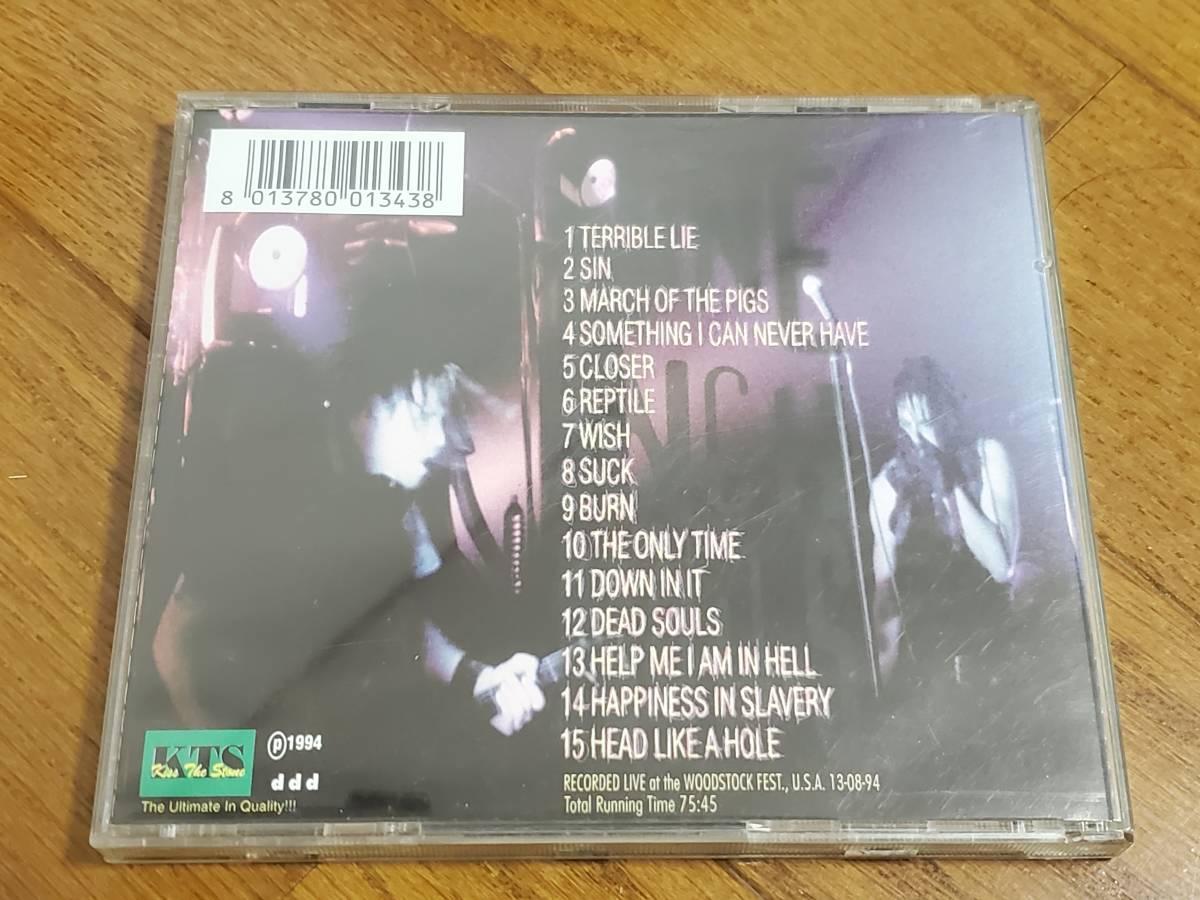 8 013780 013438
1 TERRIBLE LIE
2 SIN
3 MARCH OF THE PIGS
4 SOMETHING I CAN NEVER HAVE
5 CLOSER
6 REPTILE
7 WISH
8 SUCK
9 BURN
10 THE ONLY TIME
11 DOWN IN IT
12 DEAD SOULS
13 HELP ME I AM IN HELL
14 HAPPINESS IN SLAVERY
15 HEAD LIKE A HOLE
RECORDED LIVE at the WOODSTOCK FEST., U.S.A. 13-08-94
Total Running Time 75:45
KTS
Kiss The Stone
The Ultimate In Quality!!!
℗1994
d d d